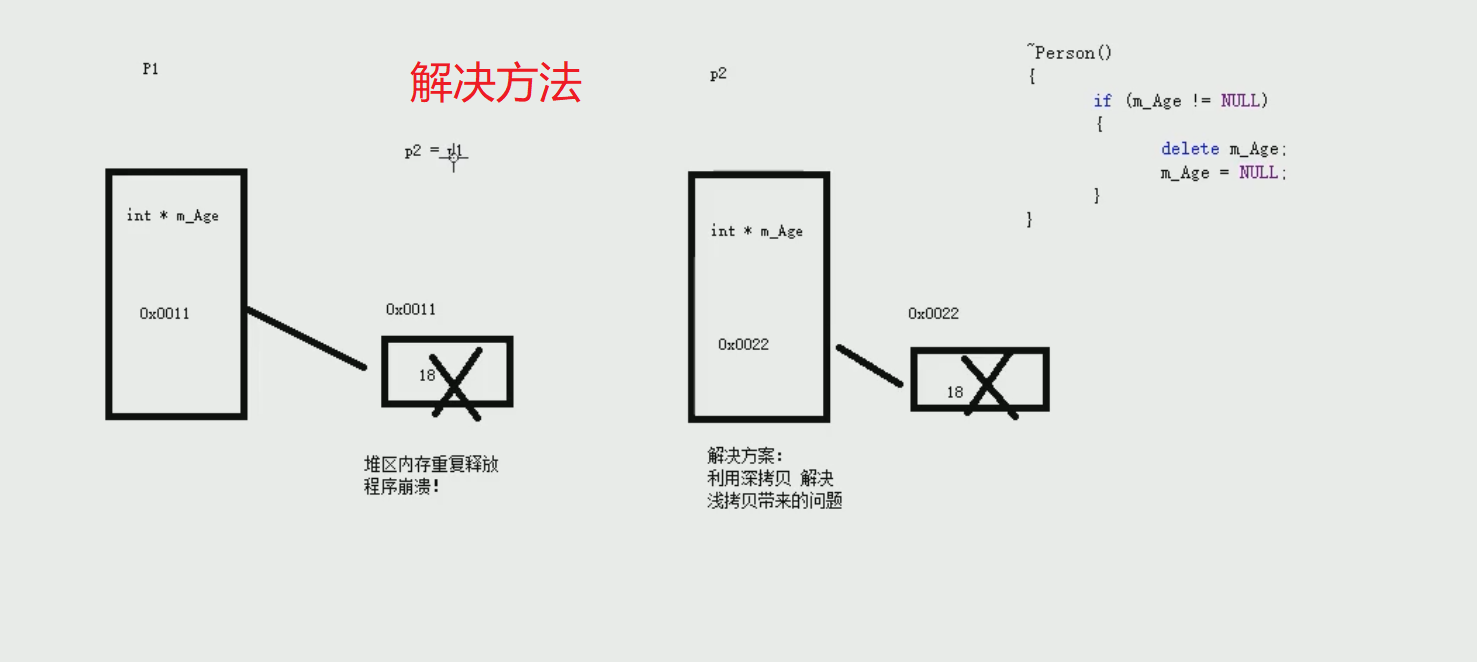 P1
解决方法
p2
p2 =
int * m_Age
0x0011
0x0011
18
堆区内存重复释放
程序崩溃!
int * m_Age
0x0022
0x0022
18
解决方案:
利用深拷贝 解决
浅拷贝带来的问题
~Person()
{
if (m_Age != NULL)
{
delete m_Age;
m_Age = NULL;
}
}